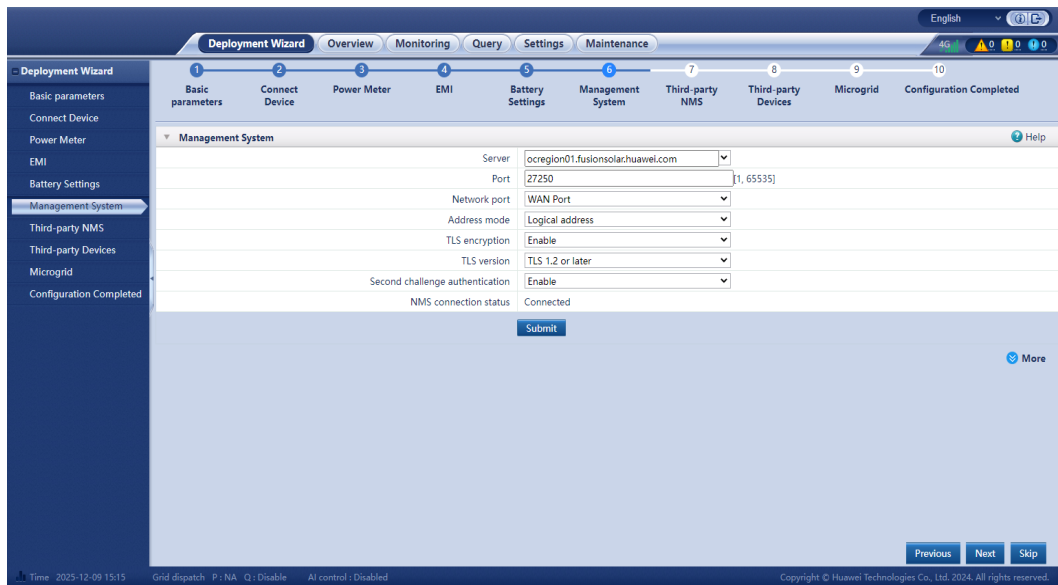 English
Deployment Wizard Overview Monitoring Query Settings Maintenance
4G 0 0 0
Deployment Wizard
Basic parameters
Connect Device
Power Meter
EMI
Battery Settings
Management System
Third-party NMS
Third-party Devices
Microgrid
Configuration Completed
1 2 3 4 5 6 7 8 9 10
Basic parameters Connect Device Power Meter EMI Battery Settings Management System Third-party NMS Third-party Devices Microgrid Configuration Completed
Management System Help
Server ocregion01.fusionsolar.huawei.com
Port 27250 [1, 65535]
Network port WAN Port
Address mode Logical address
TLS encryption Enable
TLS version TLS 1.2 or later
Second challenge authentication Enable
NMS connection status Connected
Submit
More
Previous Next Skip
Time 2025-12-09 15:15 Grid dispatch P : NA Q : Disable AI control : Disabled Copyright © Huawei Technologies Co., Ltd. 2024. All rights reserved.